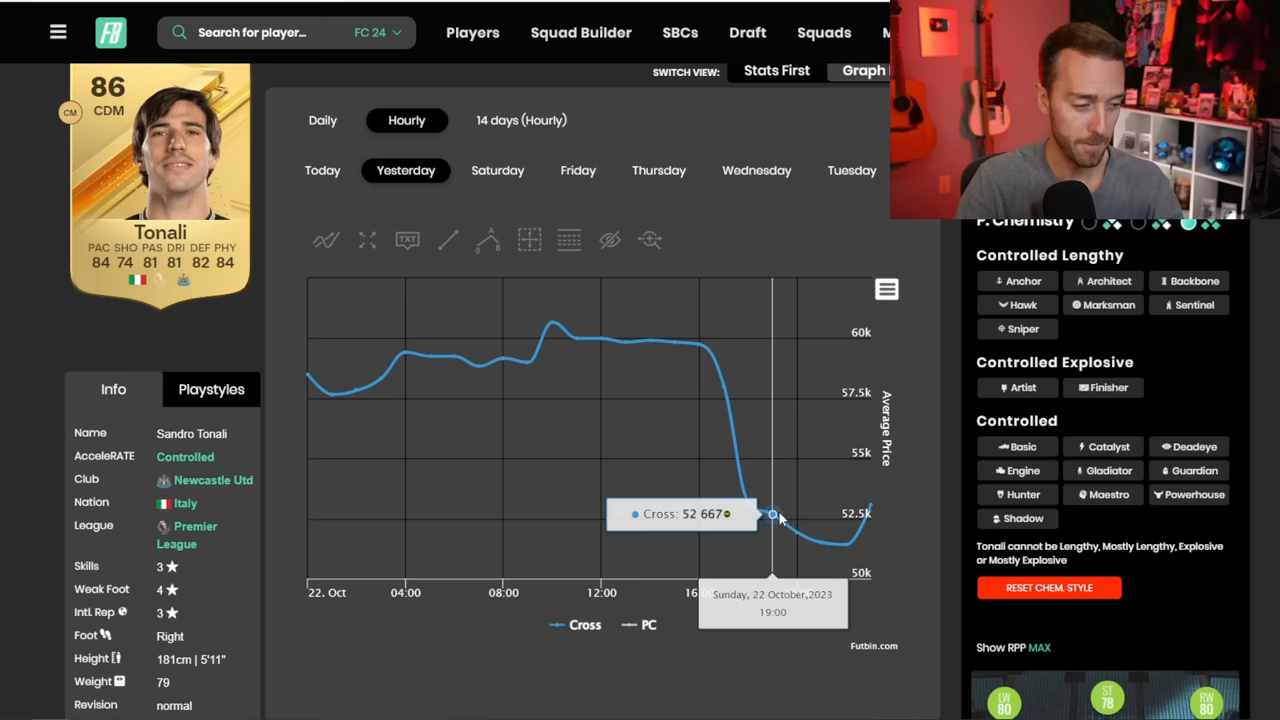 FB
Search for player...
FC 24
Players
Squad Builder
SBCs
Draft
Squads
SWITCH VIEW:
Stats First
Graph
86
CDM
CM
Tonali
PAC SHO PAS DRI DEF PHY
84 74 81 81 82 84
Daily
Hourly
14 days (Hourly)
Today
Yesterday
Saturday
Friday
Thursday
Wednesday
Tuesday
TXT
A
B
60k
57.5k
55k
52.5k
50k
Average Price
Cross: 52 667
22. Oct
04:00
08:00
12:00
Sunday, 22 October,2023
19:00
Cross
PC
Futbin.com
Info
Playstyles
Name Sandro Tonali
AcceleRATE Controlled
Club Newcastle Utd
Nation Italy
League Premier
League
Skills 3
Weak Foot 4
Intl. Rep 3
Foot Right
Height 181cm | 5'11"
Weight 79
Revision normal
P. Chemistry
Controlled Lengthy
Anchor
Architect
Backbone
Hawk
Marksman
Sentinel
Sniper
Controlled Explosive
Artist
Finisher
Controlled
Basic
Catalyst
Deadeye
Engine
Gladiator
Guardian
Hunter
Maestro
Powerhouse
Shadow
Tonali cannot be Lengthy, Mostly Lengthy, Explosive
or Mostly Explosive
RESET CHEM. STYLE
Show RPP MAX
LW
80
ST
78
RW
80